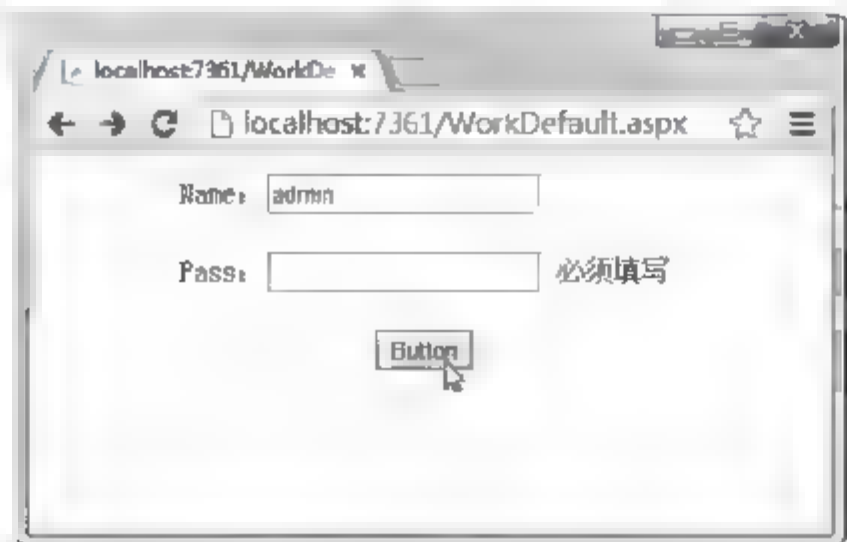 localhost:7361/WorkDe
localhost:7361/WorkDefault.aspx
Name: admin
Pass: 必须填写
Button